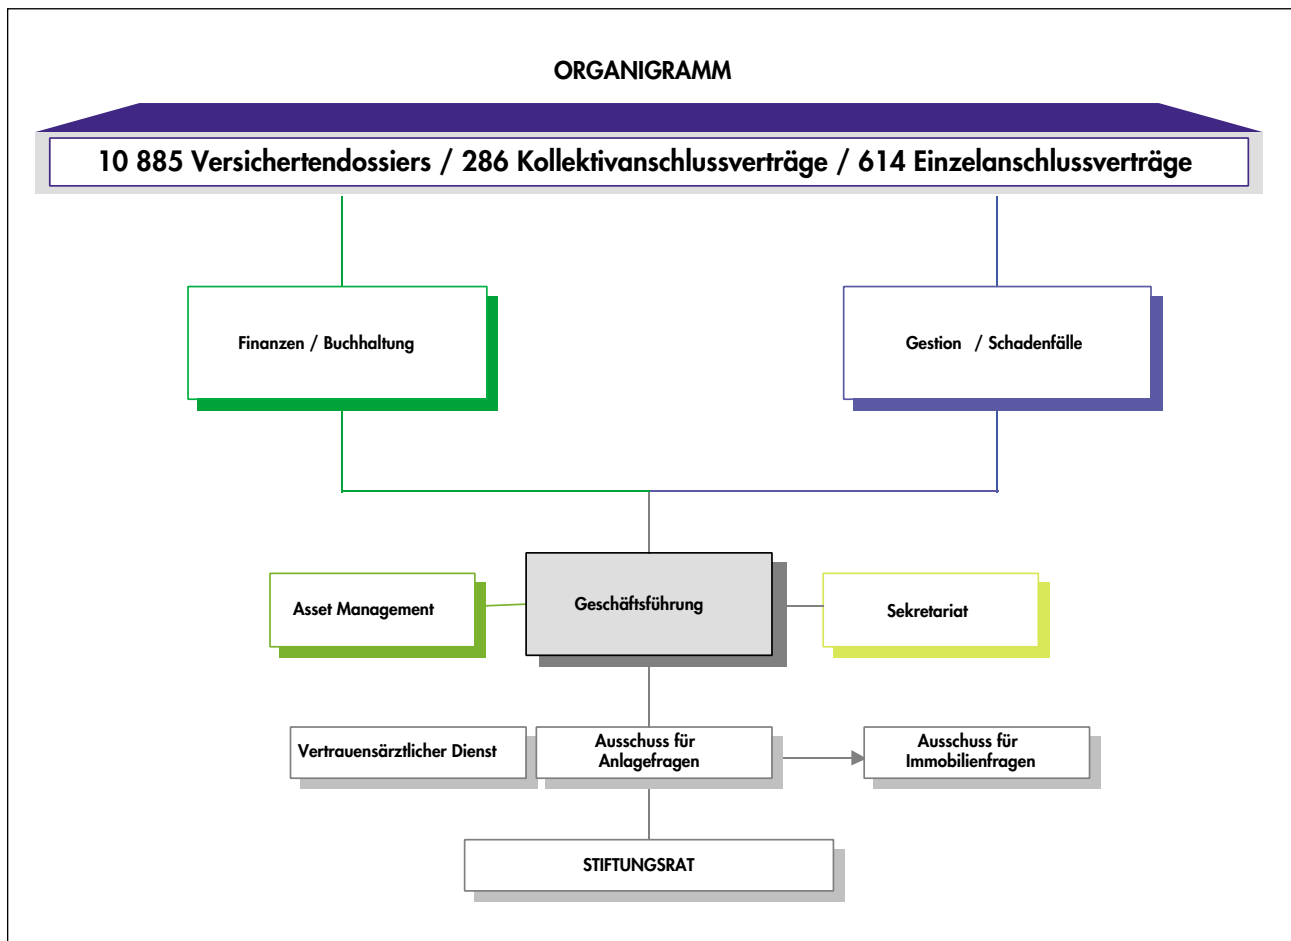 ORGANIGRAMM
10 885 Versichertendossiers / 286 Kollektivanschlussverträge / 614 Einzelanschlussverträge
Finanzen / Buchhaltung
Gestion / Schadenfälle
Asset Management
Geschäftsführung
Sekretariat
Vertrauensärztlicher Dienst
Ausschuss für
Anlagefragen
Ausschuss für
Immobilienfragen
STIFTUNGSRAT